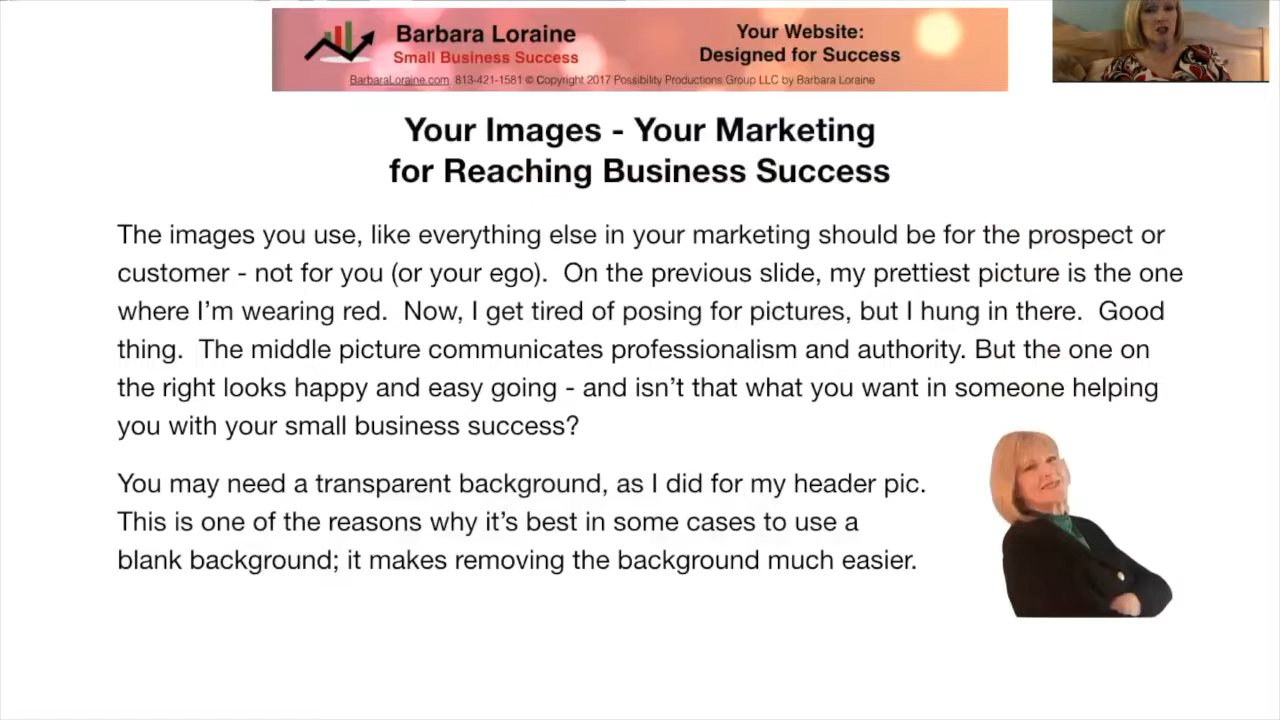 Barbara Loraine
Small Business Success
Your Website:
Designed for Success
BarbaraLoraine.com 813-421-1581 © Copyright 2017 Possibility Productions Group LLC by Barbara Loraine
Your Images - Your Marketing
for Reaching Business Success
The images you use, like everything else in your marketing should be for the prospect or
customer - not for you (or your ego).  On the previous slide, my prettiest picture is the one
where I’m wearing red.  Now, I get tired of posing for pictures, but I hung in there.  Good
thing.  The middle picture communicates professionalism and authority. But the one on
the right looks happy and easy going - and isn’t that what you want in someone helping
you with your small business success?
You may need a transparent background, as I did for my header pic.
This is one of the reasons why it’s best in some cases to use a
blank background; it makes removing the background much easier.